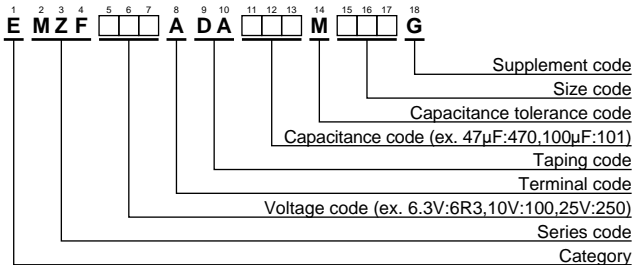 1 2 3 4 5 6 7 8 9 10 11 12 13 14 15 16 17 18
E M Z F A D A M G
Supplement code
Size code
Capacitance tolerance code
Capacitance code (ex. 47µF:470,100µF:101)
Taping code
Terminal code
Voltage code (ex. 6.3V:6R3,10V:100,25V:250)
Series code
Category